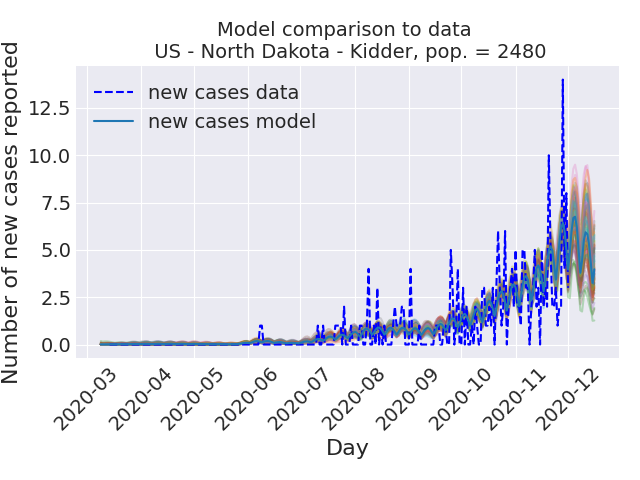 Model comparison to data
US - North Dakota - Kidder, pop. = 2480
Number of new cases reported
12.5
10.0
7.5
5.0
2.5
0.0
new cases data
new cases model
2020-03
2020-04
2020-05
2020-06
2020-07
2020-08
2020-09
2020-10
2020-11
2020-12
Day